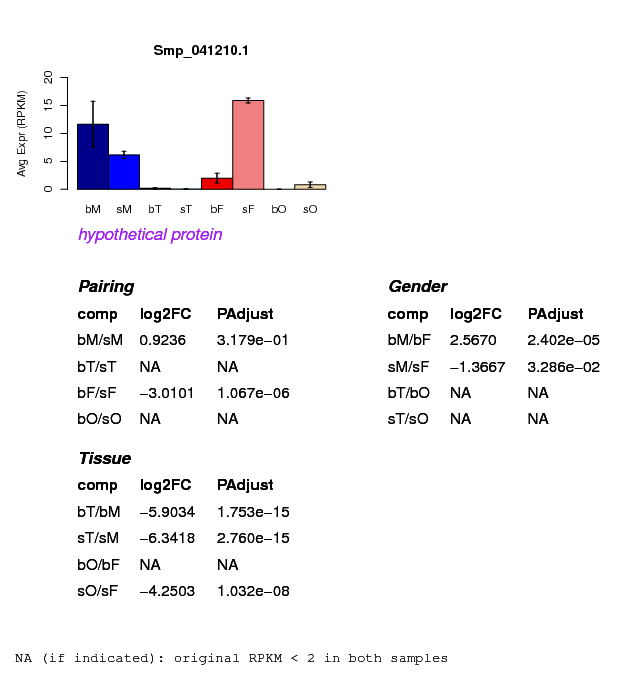 Smp_041210.1
Avg Expr (RPKM)
20
15
10
5
0
bM sM bT sT bF sF bO sO
hypothetical protein
Pairing
comp log2FC PAdjust
bM/sM 0.9236 3.179e−01
bT/sT NA NA
bF/sF −3.0101 1.067e−06
bO/sO NA NA
Gender
comp log2FC PAdjust
bM/bF 2.5670 2.402e−05
sM/sF −1.3667 3.286e−02
bT/bO NA NA
sT/sO NA NA
Tissue
comp log2FC PAdjust
bT/bM −5.9034 1.753e−15
sT/sM −6.3418 2.760e−15
bO/bF NA NA
sO/sF −4.2503 1.032e−08
NA (if indicated): original RPKM < 2 in both samples